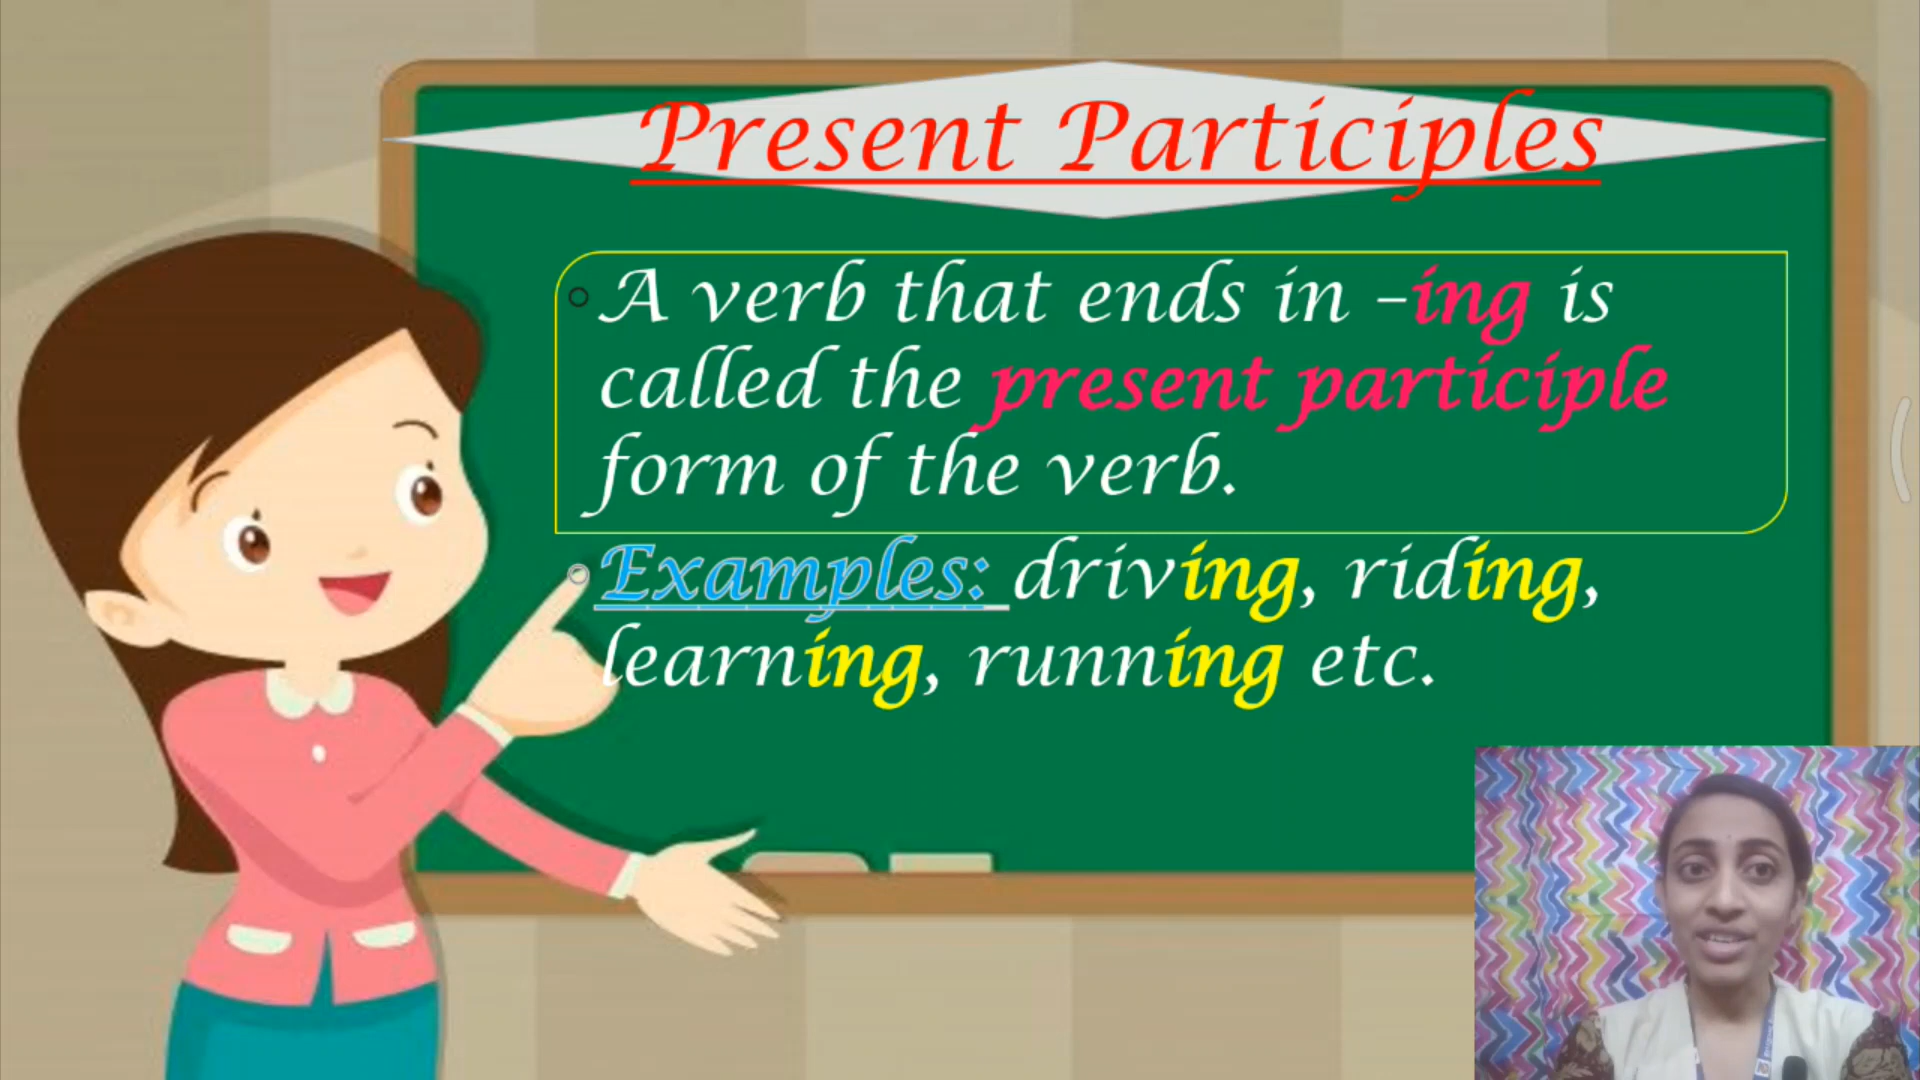 Present Participles
A verb that ends in –ing is
called the present participle
form of the verb.
Examples: driving, riding,
learning, running etc.